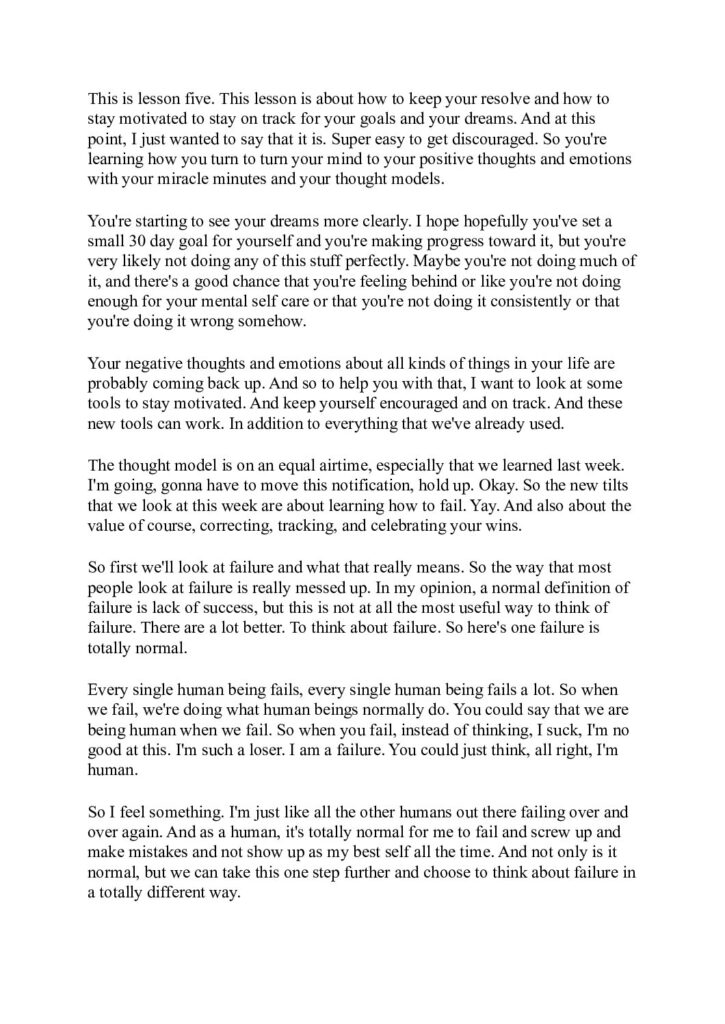 This is lesson five. This lesson is about how to keep your resolve and how to
stay motivated to stay on track for your goals and your dreams. And at this
point, I just wanted to say that it is. Super easy to get discouraged. So you're
learning how you turn to turn your mind to your positive thoughts and emotions
with your miracle minutes and your thought models.
You're starting to see your dreams more clearly. I hope hopefully you've set a
small 30 day goal for yourself and you're making progress toward it, but you're
very likely not doing any of this stuff perfectly. Maybe you're not doing much of
it, and there's a good chance that you're feeling behind or like you're not doing
enough for your mental self care or that you're not doing it consistently or that
you're doing it wrong somehow.
Your negative thoughts and emotions about all kinds of things in your life are
probably coming back up. And so to help you with that, I want to look at some
tools to stay motivated. And keep yourself encouraged and on track. And these
new tools can work. In addition to everything that we've already used.
The thought model is on an equal airtime, especially that we learned last week.
I'm going, gonna have to move this notification, hold up. Okay. So the new tilts
that we look at this week are about learning how to fail. Yay. And also about the
value of course, correcting, tracking, and celebrating your wins.
So first we'll look at failure and what that really means. So the way that most
people look at failure is really messed up. In my opinion, a normal definition of
failure is lack of success, but this is not at all the most useful way to think of
failure. There are a lot better. To think about failure. So here's one failure is
totally normal.
Every single human being fails, every single human being fails a lot. So when
we fail, we're doing what human beings normally do. You could say that we are
being human when we fail. So when you fail, instead of thinking, I suck, I'm no
good at this. I'm such a loser. I am a failure. You could just think, all right, I'm
human.
So I feel something. I'm just like all the other humans out there failing over and
over again. And as a human, it's totally normal for me to fail and screw up and
make mistakes and not show up as my best self all the time. And not only is it
normal, but we can take this one step further and choose to think about failure in
a totally different way.